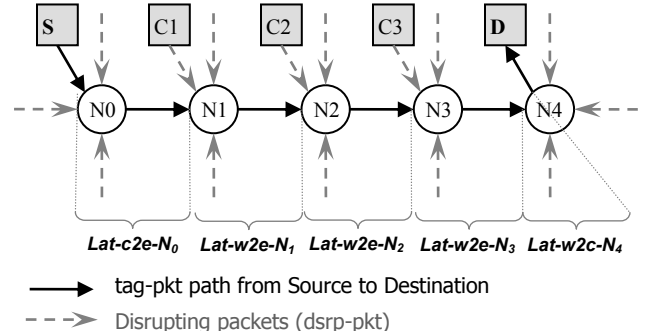 S C1 C2 C3 D
N0 N1 N2 N3 N4
Lat-c2e-N0 Lat-w2e-N1 Lat-w2e-N2 Lat-w2e-N3 Lat-w2c-N4
tag-pkt path from Source to Destination
Disrupting packets (dsrp-pkt)